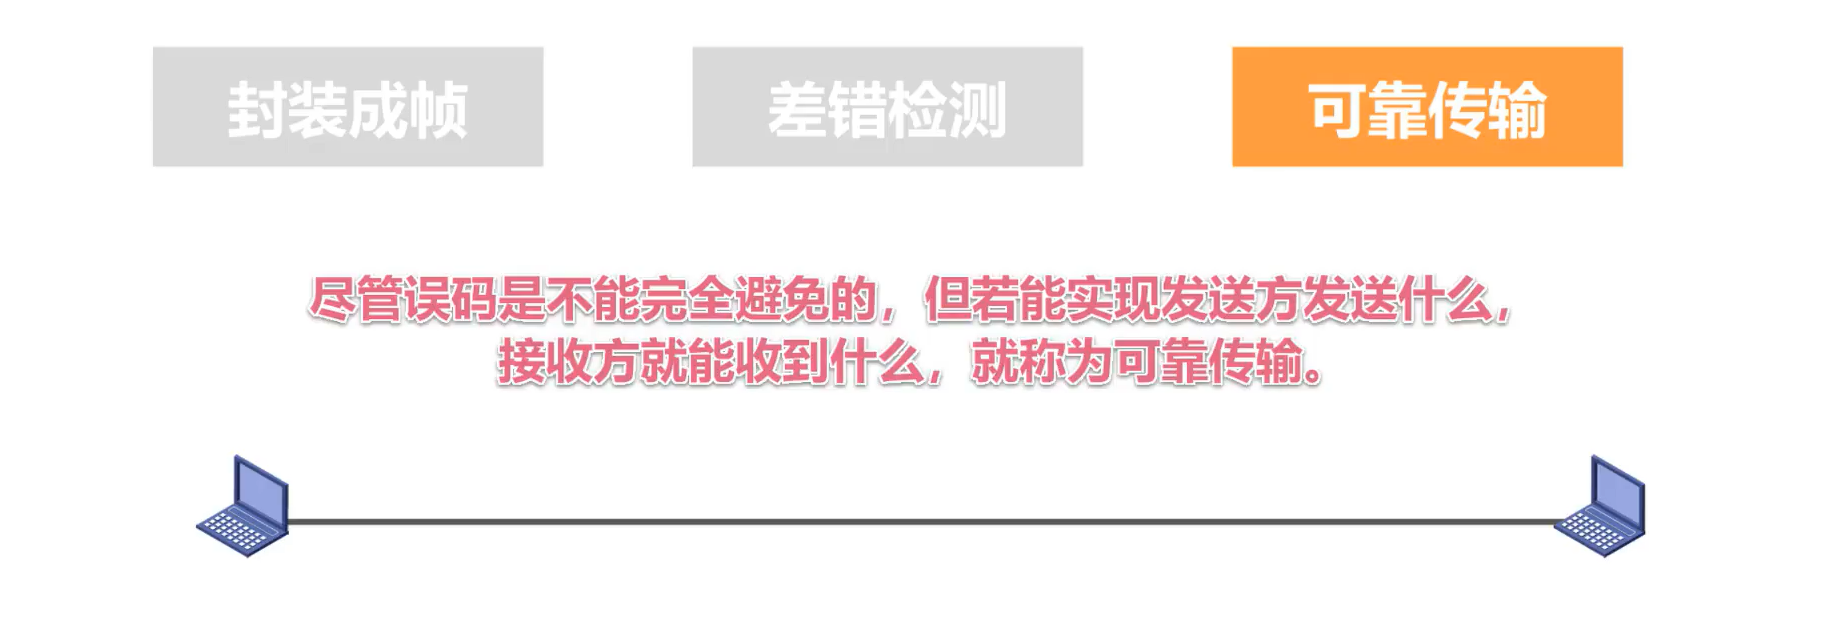 封装成帧
差错检测
可靠传输
尽管误码是不能完全避免的，但若能实现发送方发送什么，
接收方就能收到什么，就称为可靠传输。